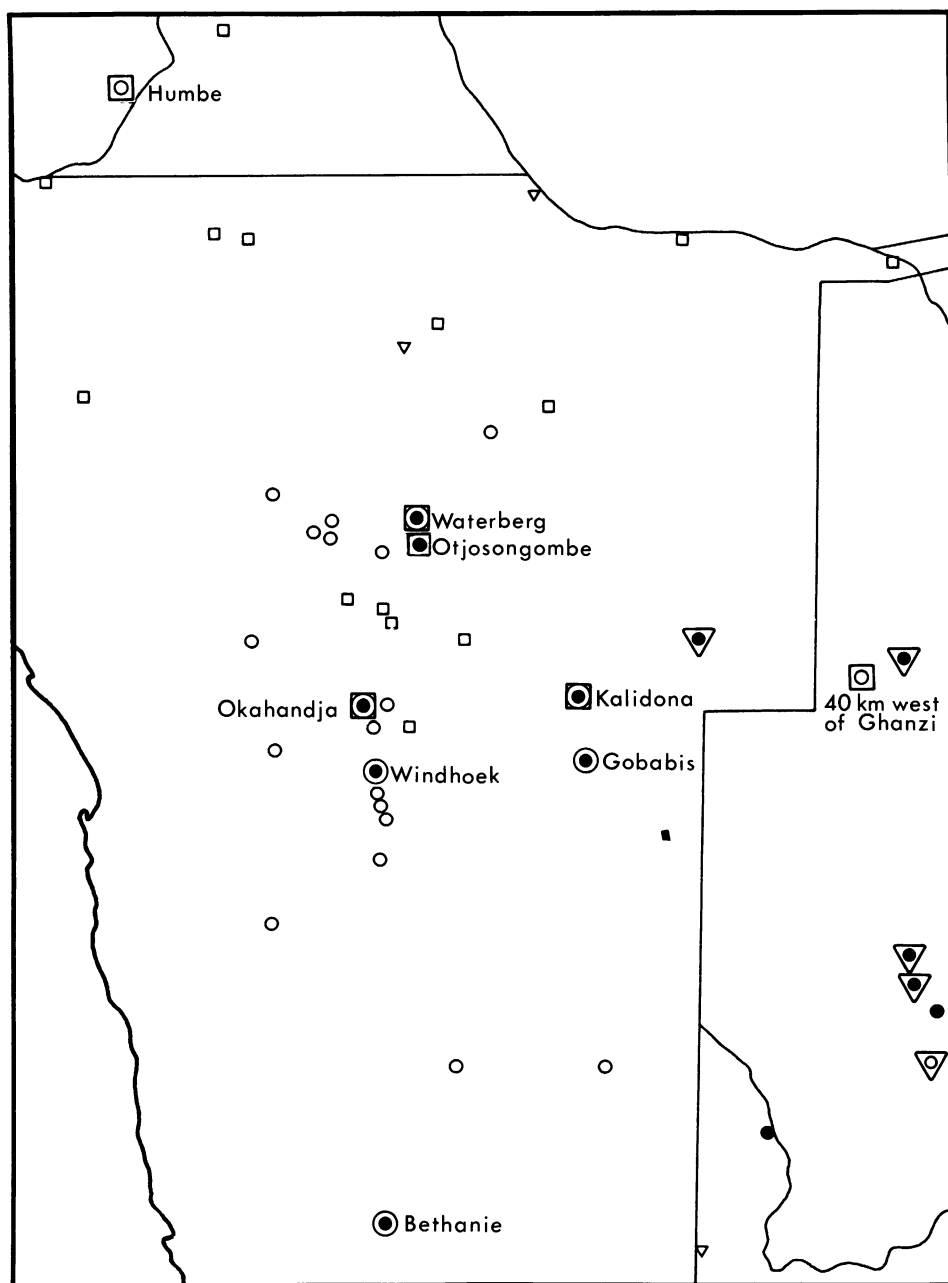 Humbe
Waterberg
Otjosongombe
Okahandja
Kalidona
40 km west
of Ghanzi
Windhoek
Gobabis
Bethanie